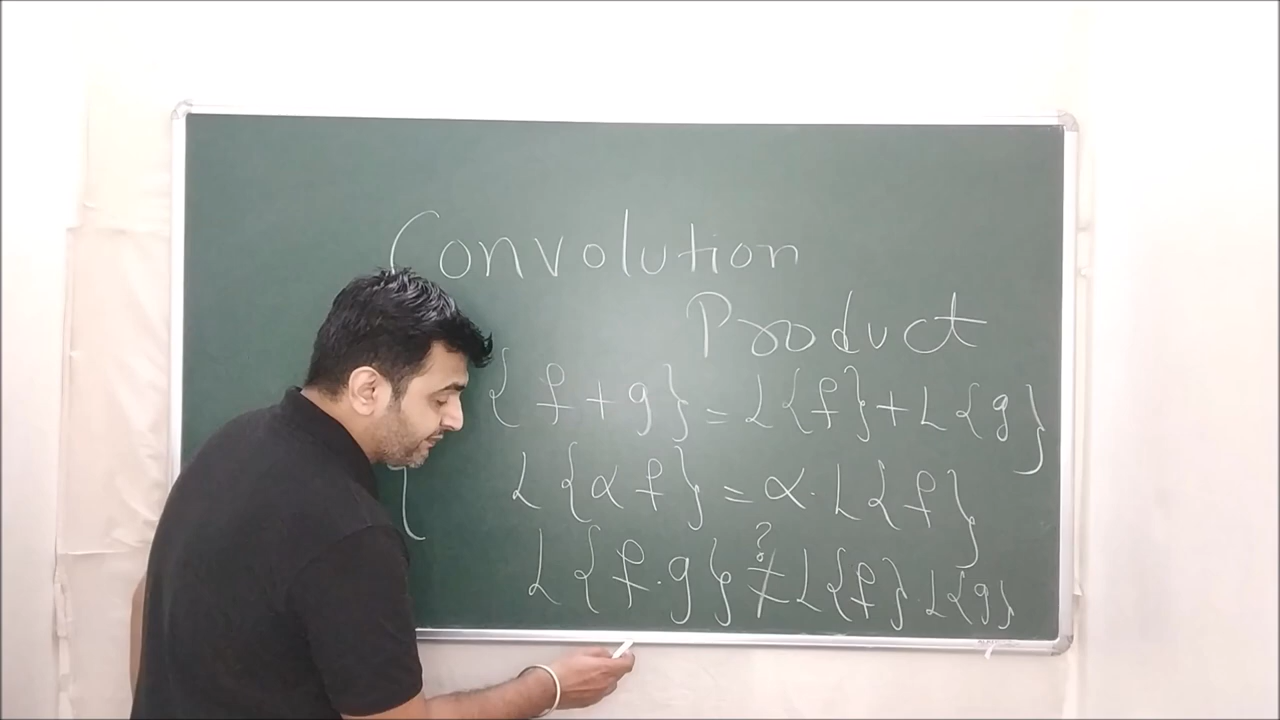 Convolution
Product
{f+g} = L{f} + L{g}
L{αf} = α.L{f}
?
L{f.g} ≠ L{f}.L{g}